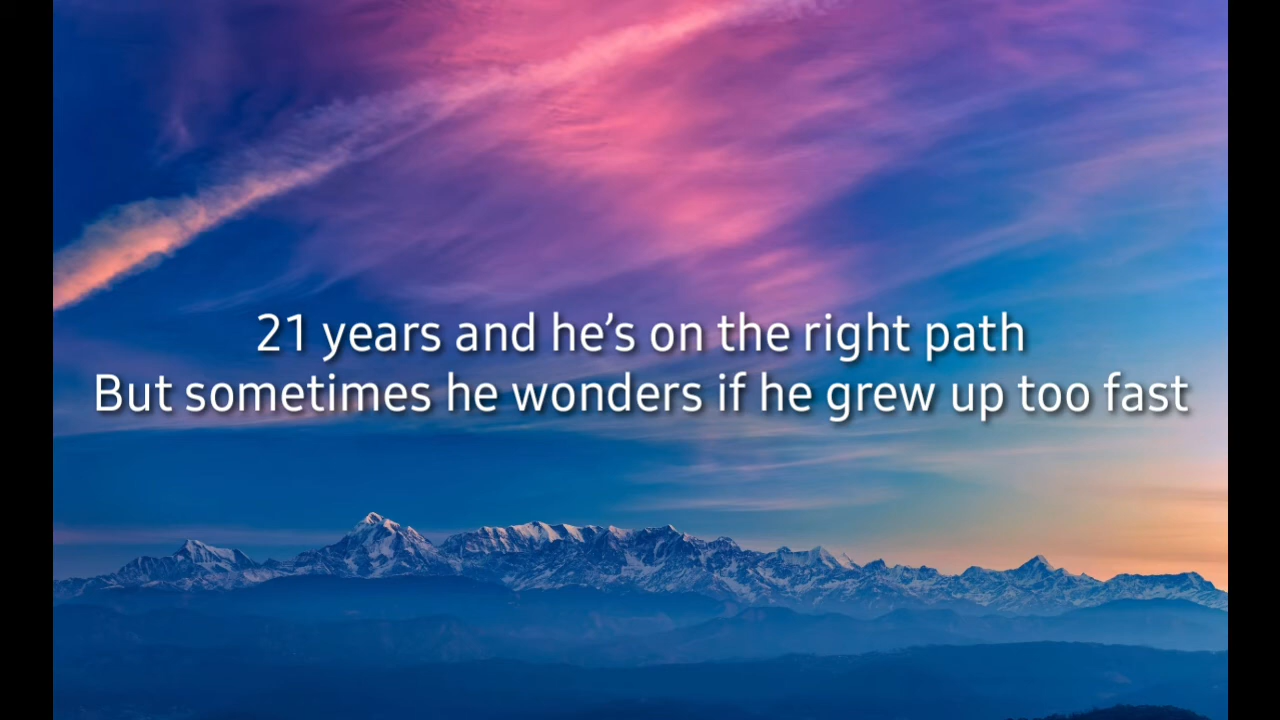 21 years and he’s on the right path
But sometimes he wonders if he grew up too fast